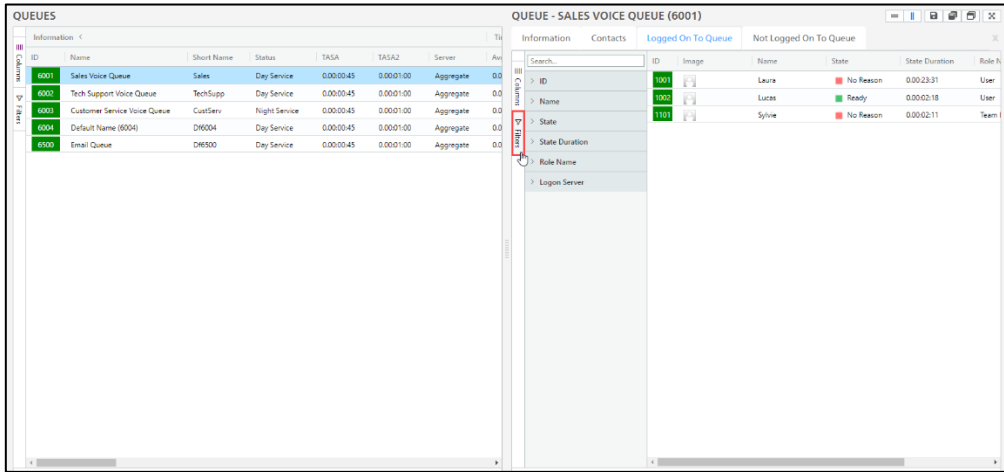 QUEUES
Information <
Columns
Filters
ID Name Short Name Status TASA TASA2 Server
6001 Sales Voice Queue Sales Day Service 0.00:00:45 0.00:01:00 Aggregate
6002 Tech Support Voice Queue TechSupp Day Service 0.00:00:45 0.00:01:00 Aggregate
6003 Customer Service Voice Queue CustServ Night Service 0.00:00:45 0.00:01:00 Aggregate
6004 Default Name (6004) Df6004 Day Service 0.00:00:45 0.00:01:00 Aggregate
6500 Email Queue Df6500 Day Service 0.00:00:45 0.00:01:00 Aggregate
QUEUE - SALES VOICE QUEUE (6001)
Information Contacts Logged On To Queue Not Logged On To Queue X
Columns
Filters
Search...
> ID
> Name
> State
> State Duration
> Role Name
> Logon Server
ID Image Name State State Duration Role N
1001 Laura No Reason 0.00:23:31 User
1002 Lucas Ready 0.00:02:18 User
1101 Sylvie No Reason 0.00:02:11 Team